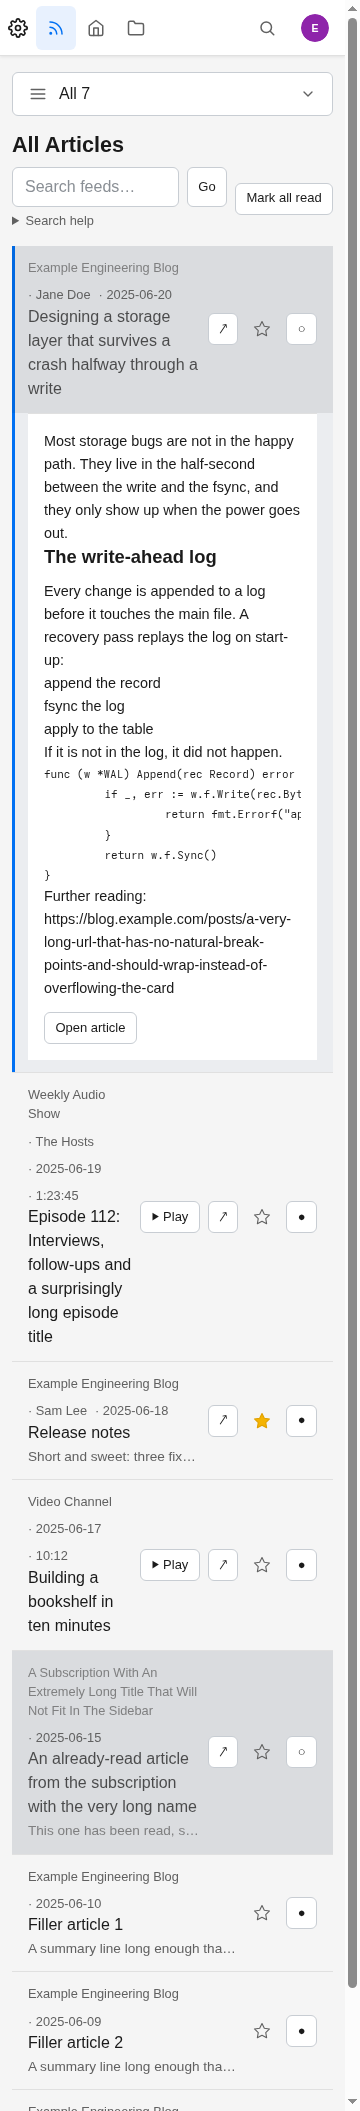 E
All 7
All Articles
Search feeds…
Go
Mark all read
Search help
Example Engineering Blog
· Jane Doe · 2025-06-20
Designing a storage
layer that survives a
crash halfway through a
write
Most storage bugs are not in the happy
path. They live in the half-second
between the write and the fsync, and
they only show up when the power goes
out.
The write-ahead log
Every change is appended to a log
before it touches the main file. A
recovery pass replays the log on start-
up:
append the record
fsync the log
apply to the table
If it is not in the log, it did not happen.
func (w *WAL) Append(rec Record) error
if _, err := w.f.Write(rec.Byt
return fmt.Errorf("ap
}
return w.f.Sync()
}
Further reading:
https://blog.example.com/posts/a-very-
long-url-that-has-no-natural-break-
points-and-should-wrap-instead-of-
overflowing-the-card
Open article
Weekly Audio
Show
· The Hosts
· 2025-06-19
· 1:23:45
Episode 112:
Interviews,
follow-ups and
a surprisingly
long episode
title
Play
Example Engineering Blog
· Sam Lee · 2025-06-18
Release notes
Short and sweet: three fix…
Video Channel
· 2025-06-17
· 10:12
Building a
bookshelf in
ten minutes
Play
A Subscription With An
Extremely Long Title That Will
Not Fit In The Sidebar
· 2025-06-15
An already-read article
from the subscription
with the very long name
This one has been read, s…
Example Engineering Blog
· 2025-06-10
Filler article 1
A summary line long enough tha…
Example Engineering Blog
· 2025-06-09
Filler article 2
A summary line long enough tha…
Example Engineering Blog